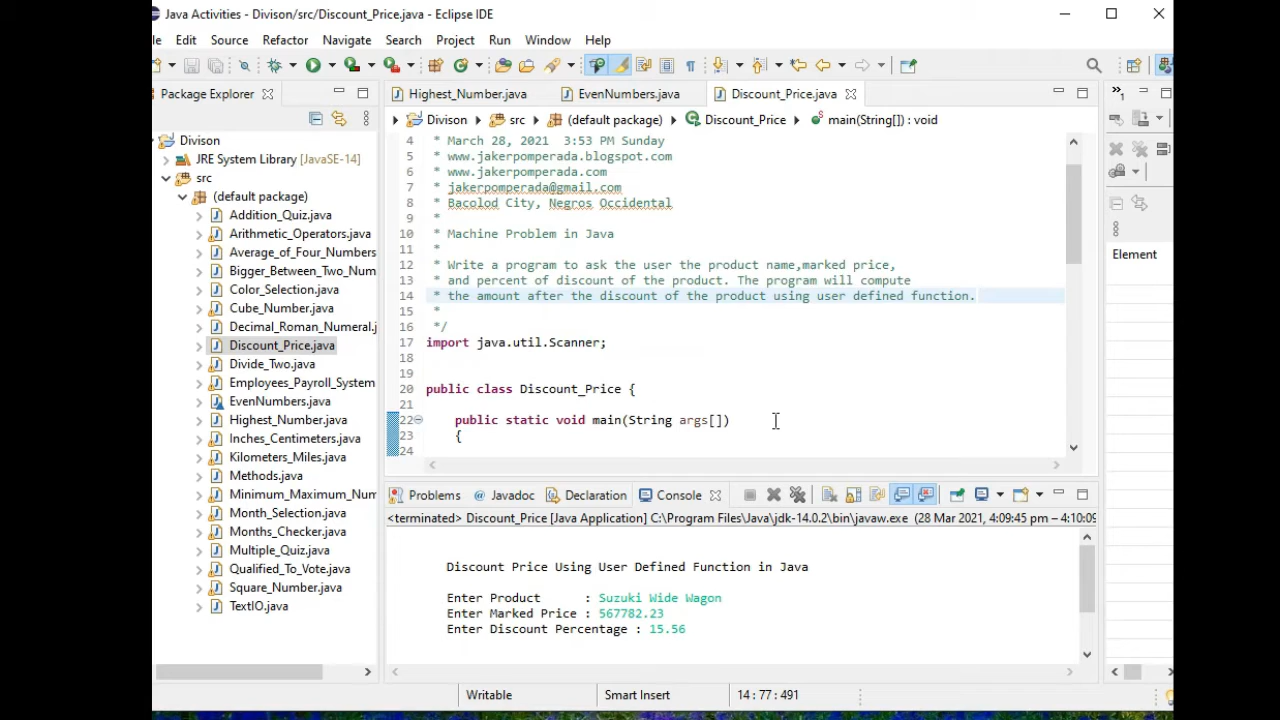 Java Activities - Divison/src/Discount_Price.java - Eclipse IDE
le Edit Source Refactor Navigate Search Project Run Window Help
Package Explorer
Highest_Number.java EvenNumbers.java Discount_Price.java
Divison src (default package) Discount_Price main(String[]) : void
Divison
JRE System Library [JavaSE-14]
src
(default package)
Addition_Quiz.java
Arithmetic_Operators.java
Average_of_Four_Numbers
Bigger_Between_Two_Num
Color_Selection.java
Cube_Number.java
Decimal_Roman_Numeral.j
Discount_Price.java
Divide_Two.java
Employees_Payroll_System
EvenNumbers.java
Highest_Number.java
Inches_Centimeters.java
Kilometers_Miles.java
Methods.java
Minimum_Maximum_Num
Month_Selection.java
Months_Checker.java
Multiple_Quiz.java
Qualified_To_Vote.java
Square_Number.java
TextIO.java
4 * March 28, 2021 3:53 PM Sunday
5 * www.jakerpomperada.blogspot.com
6 * www.jakerpomperada.com
7 * jakerpomperada@gmail.com
8 * Bacolod City, Negros Occidental
9 *
10 * Machine Problem in Java
11 *
12 * Write a program to ask the user the product name,marked price,
13 * and percent of discount of the product. The program will compute
14 * the amount after the discount of the product using user defined function.
15 *
16 */
17 import java.util.Scanner;
18
19
20 public class Discount_Price {
21
22 public static void main(String args[])
23 {
24
1
Element
Problems @ Javadoc Declaration Console
<terminated> Discount_Price [Java Application] C:\Program Files\Java\jdk-14.0.2\bin\javaw.exe (28 Mar 2021, 4:09:45 pm – 4:10:09
Discount Price Using User Defined Function in Java
Enter Product : Suzuki Wide Wagon
Enter Marked Price : 567782.23
Enter Discount Percentage : 15.56
Writable Smart Insert 14 : 77 : 491